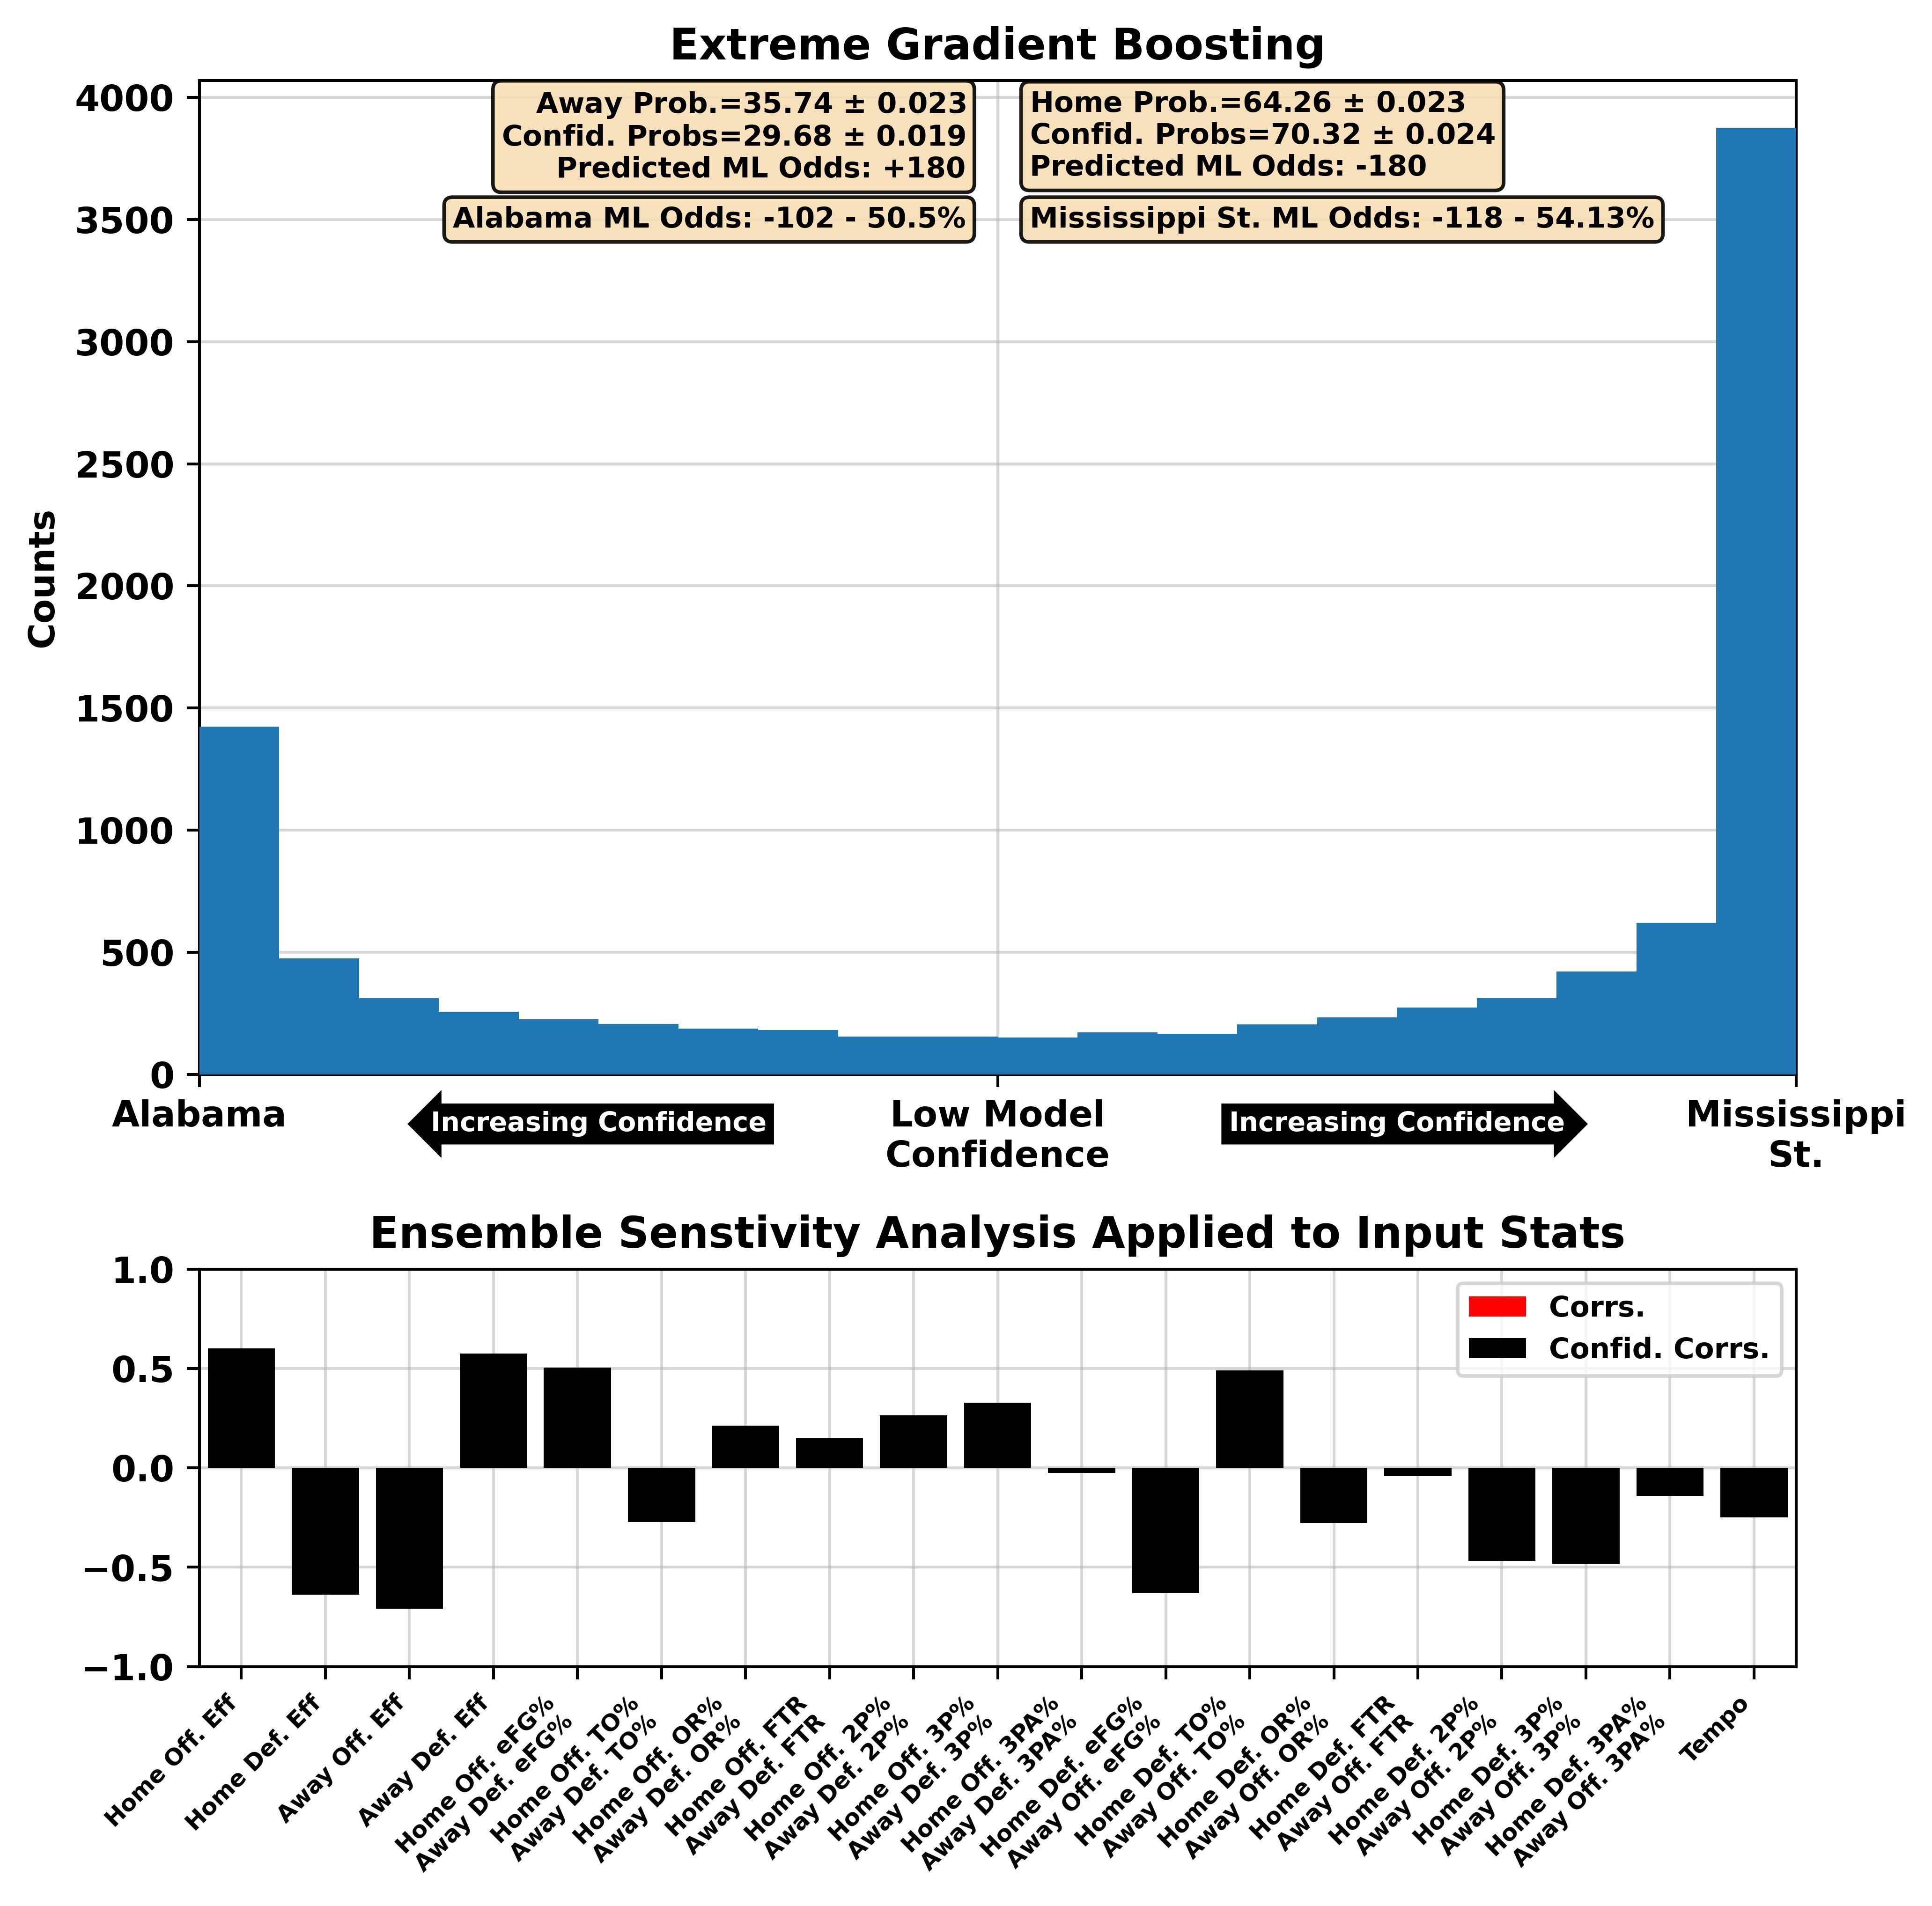 Extreme Gradient Boosting
Away Prob.=35.74 ± 0.023
Confid. Probs=29.68 ± 0.019
Predicted ML Odds: +180
Home Prob.=64.26 ± 0.023
Confid. Probs=70.32 ± 0.024
Predicted ML Odds: -180
Alabama ML Odds: -102 - 50.5%
Mississippi St. ML Odds: -118 - 54.13%
Counts
4000
3500
3000
2500
2000
1500
1000
500
0
Alabama
Increasing Confidence
Low Model
Confidence
Increasing Confidence
Mississippi
St.
Ensemble Senstivity Analysis Applied to Input Stats
1.0
0.5
0.0
−0.5
−1.0
Corrs.
Confid. Corrs.
Home Off. Eff
Home Def. Eff
Away Off. Eff
Away Def. Eff
Home Off. eFG%
Away Def. eFG%
Home Off. TO%
Away Def. TO%
Home Off. OR%
Away Def. OR%
Home Off. FTR
Away Def. FTR
Home Off. 2P%
Away Def. 2P%
Home Off. 3P%
Away Def. 3P%
Home Off. 3PA%
Away Def. 3PA%
Home Def. eFG%
Away Off. eFG%
Home Def. TO%
Away Off. TO%
Home Def. OR%
Away Off. OR%
Home Def. FTR
Away Off. FTR
Home Def. 2P%
Away Off. 2P%
Home Def. 3P%
Away Off. 3P%
Home Def. 3PA%
Away Off. 3PA%
Tempo